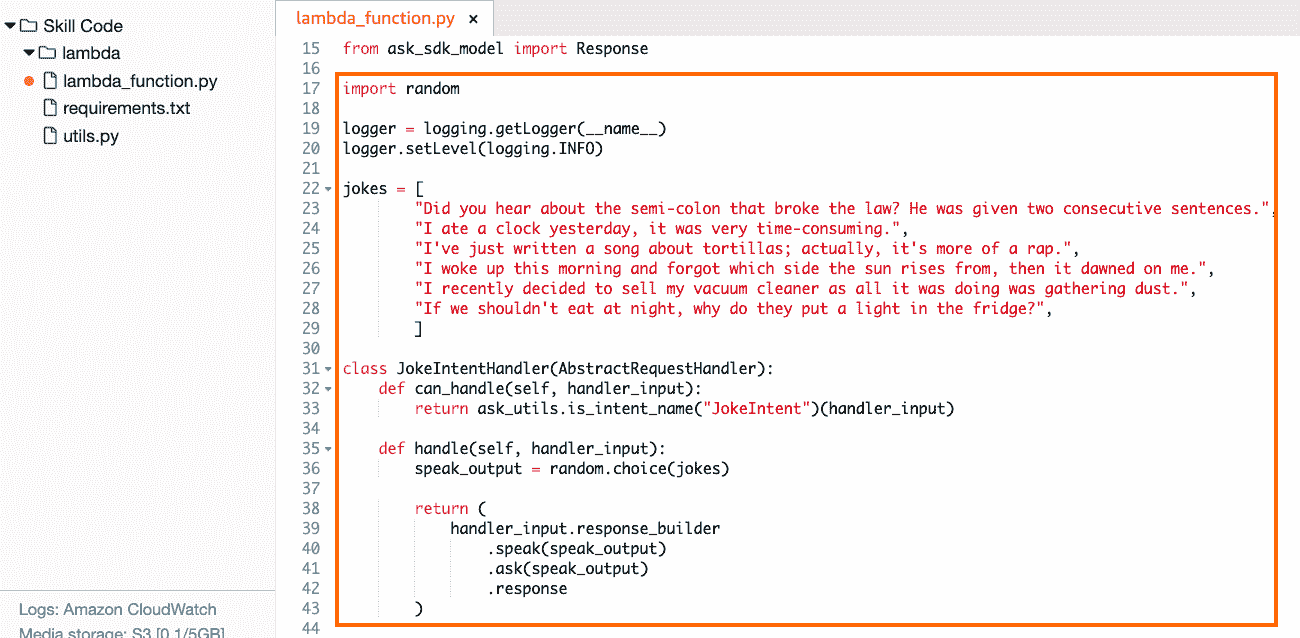 Skill Code
lambda
lambda_function.py
requirements.txt
utils.py
Logs: Amazon CloudWatch
Media storage: S3 [0.1/5GB]
lambda_function.py ×
15 from ask_sdk_model import Response
16
17 import random
18
19 logger = logging.getLogger(__name__)
20 logger.setLevel(logging.INFO)
21
22 jokes = [
23 "Did you hear about the semi-colon that broke the law? He was given two consecutive sentences.",
24 "I ate a clock yesterday, it was very time-consuming.",
25 "I've just written a song about tortillas; actually, it's more of a rap.",
26 "I woke up this morning and forgot which side the sun rises from, then it dawned on me.",
27 "I recently decided to sell my vacuum cleaner as all it was doing was gathering dust.",
28 "If we shouldn't eat at night, why do they put a light in the fridge?",
29 ]
30
31 class JokeIntentHandler(AbstractRequestHandler):
32 def can_handle(self, handler_input):
33 return ask_utils.is_intent_name("JokeIntent")(handler_input)
34
35 def handle(self, handler_input):
36 speak_output = random.choice(jokes)
37
38 return (
39 handler_input.response_builder
40 .speak(speak_output)
41 .ask(speak_output)
42 .response
43 )
44